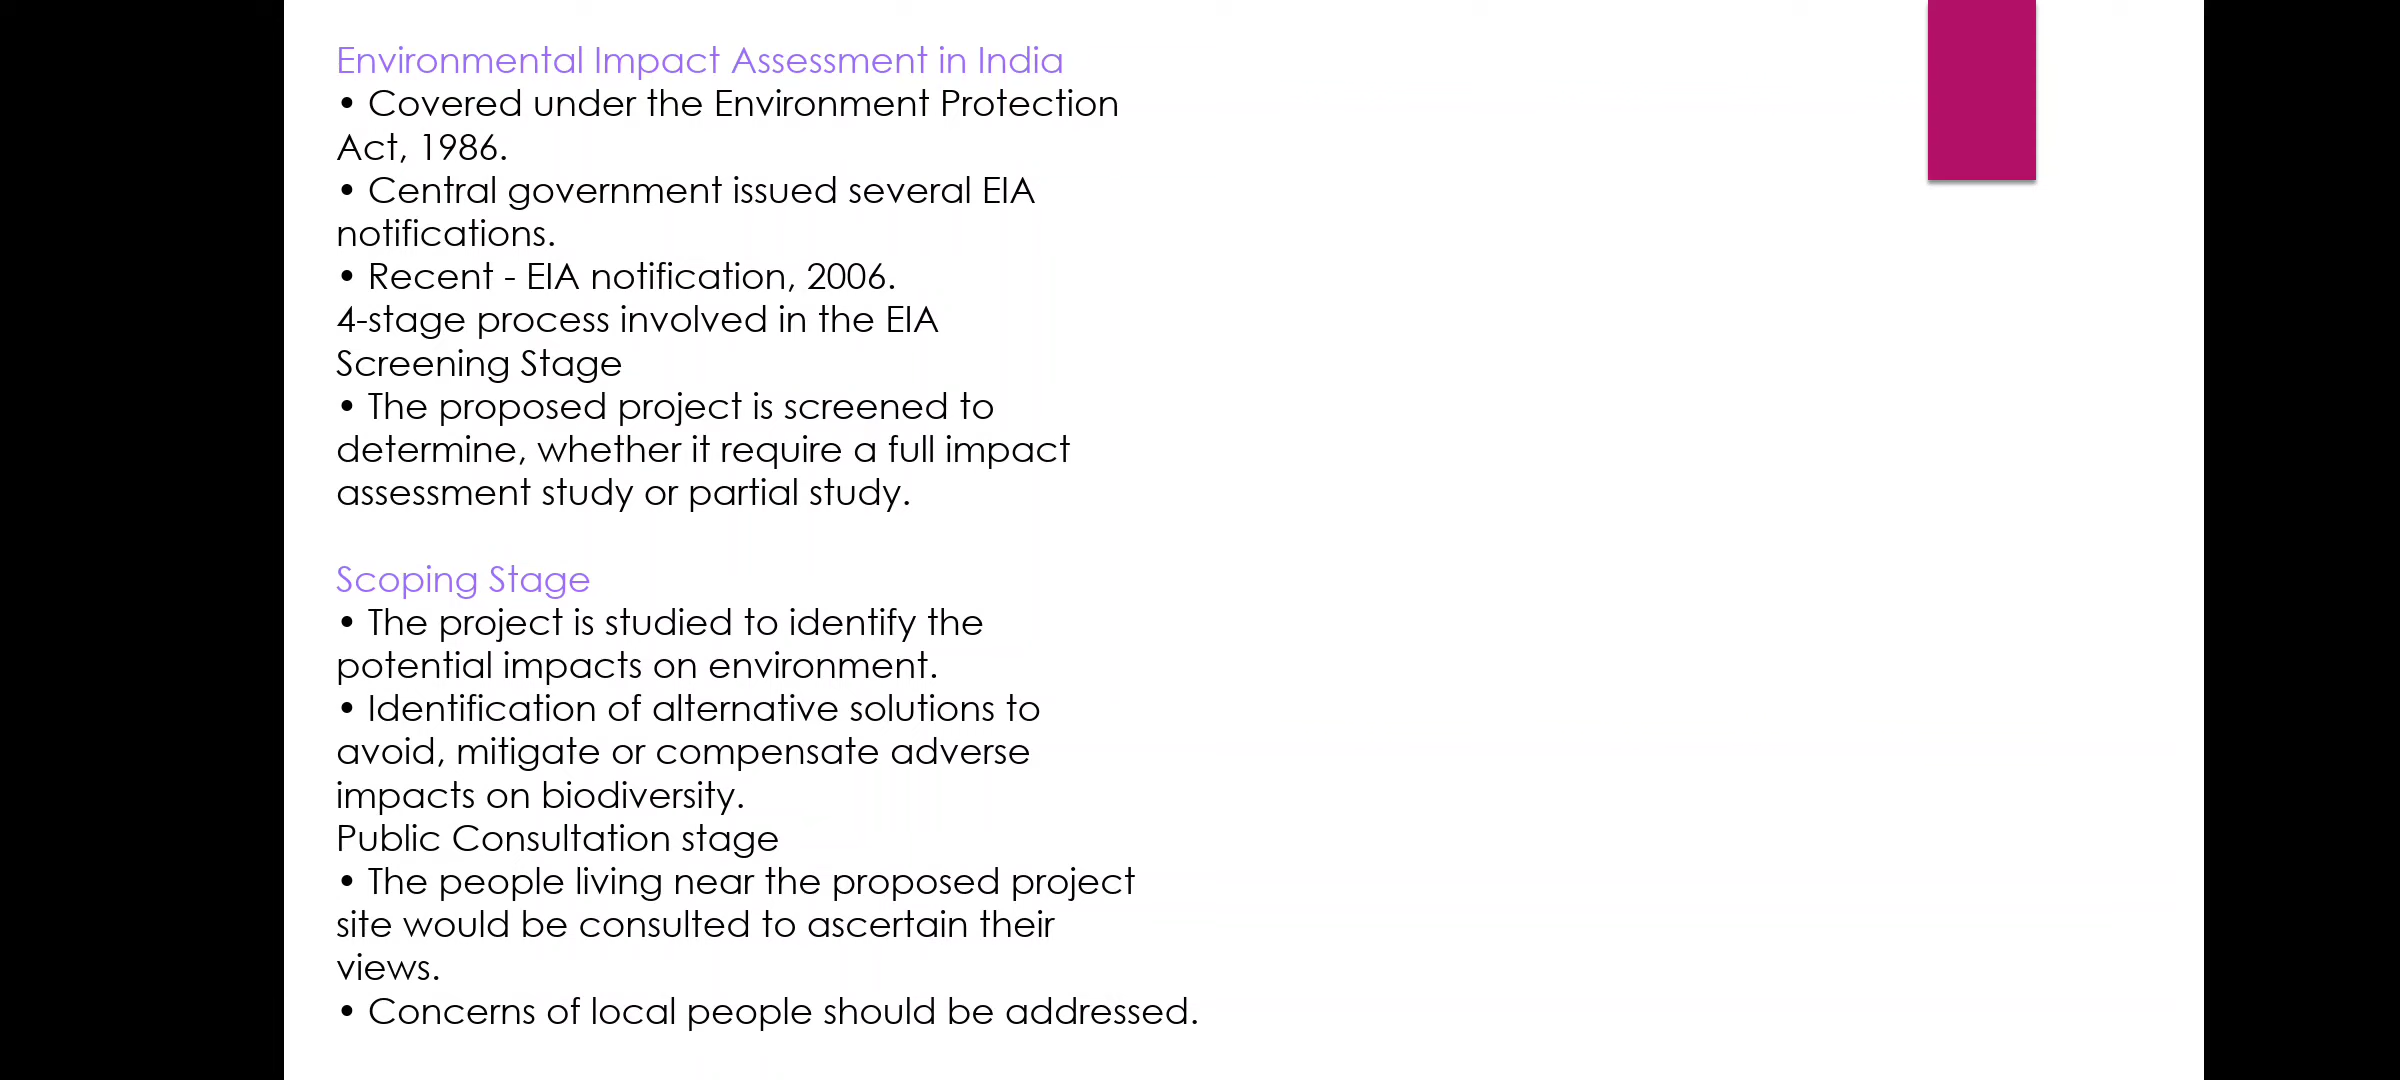 Environmental Impact Assessment in India
• Covered under the Environment Protection
Act, 1986.
• Central government issued several EIA
notifications.
• Recent - EIA notification, 2006.
4-stage process involved in the EIA
Screening Stage
• The proposed project is screened to
determine, whether it require a full impact
assessment study or partial study.
Scoping Stage
• The project is studied to identify the
potential impacts on environment.
• Identification of alternative solutions to
avoid, mitigate or compensate adverse
impacts on biodiversity.
Public Consultation stage
• The people living near the proposed project
site would be consulted to ascertain their
views.
• Concerns of local people should be addressed.